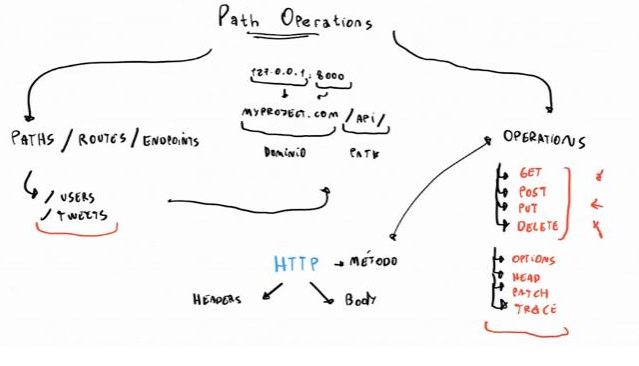 Path Operations
127.0.0.1:8000
MYPROJECT.COM /API/
DOMINIO PATH
PATHS / ROUTES / ENDPOINTS
/ USERS
/ TWEETS
OPERATIONS
GET
POST
PUT
DELETE
OPTIONS
HEAD
PATCH
TRACE
HTTP → MÉTODO
HEADERS
Body